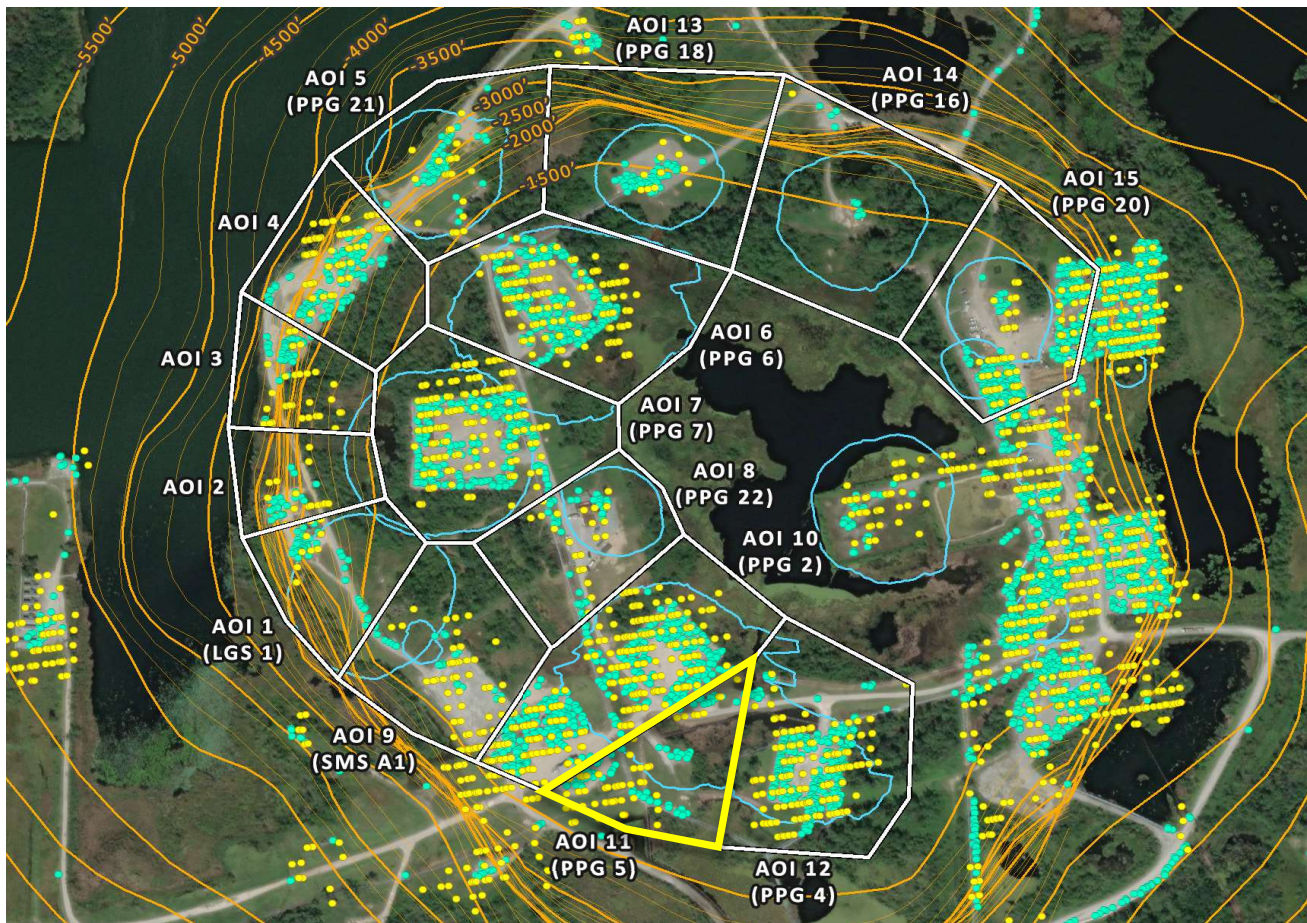 -5500'
-5000'
-4500'
-4000'
-3500'
-3000'
-2500'
-2000'
-1500'
AOI 13
(PPG 18)
AOI 14
(PPG 16)
AOI 5
(PPG 21)
AOI 15
(PPG 20)
AOI 4
AOI 3
AOI 6
(PPG 6)
AOI 7
(PPG 7)
AOI 2
AOI 8
(PPG 22)
AOI 10
(PPG 2)
AOI 1
(LGS 1)
AOI 9
(SMS A1)
AOI 11
(PPG 5)
AOI 12
(PPG 4)